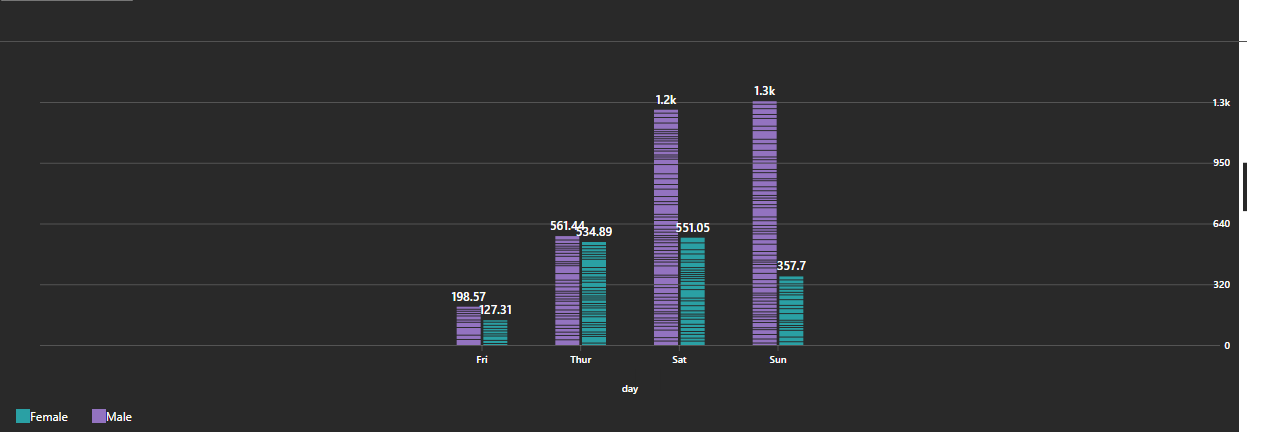 1.3k
1.2k
1.3k
950
561.44
534.89
551.05
640
357.7
198.57
127.31
320
0
Fri Thur Sat Sun
day
Female Male